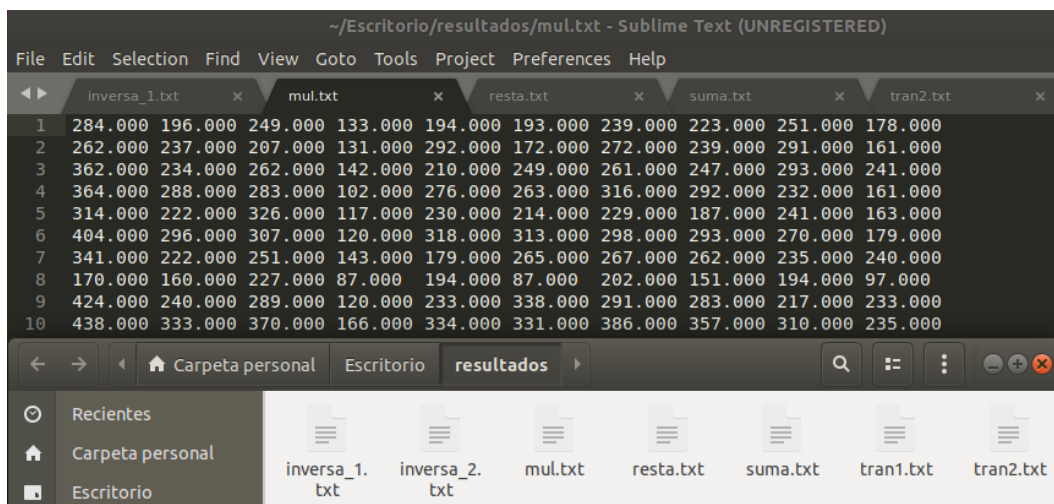 ~/Escritorio/resultados/mul.txt - Sublime Text (UNREGISTERED)
File Edit Selection Find View Goto Tools Project Preferences Help
inversa_1.txt × mul.txt × resta.txt × suma.txt × tran2.txt ×
1 284.000 196.000 249.000 133.000 194.000 193.000 239.000 223.000 251.000 178.000
2 262.000 237.000 207.000 131.000 292.000 172.000 272.000 239.000 291.000 161.000
3 362.000 234.000 262.000 142.000 210.000 249.000 261.000 247.000 293.000 241.000
4 364.000 288.000 283.000 102.000 276.000 263.000 316.000 292.000 232.000 161.000
5 314.000 222.000 326.000 117.000 230.000 214.000 229.000 187.000 241.000 163.000
6 404.000 296.000 307.000 120.000 318.000 313.000 298.000 293.000 270.000 179.000
7 341.000 222.000 251.000 143.000 179.000 265.000 267.000 262.000 235.000 240.000
8 170.000 160.000 227.000 87.000 194.000 87.000 202.000 151.000 194.000 97.000
9 424.000 240.000 289.000 120.000 233.000 338.000 291.000 283.000 217.000 233.000
10 438.000 333.000 370.000 166.000 334.000 331.000 386.000 357.000 310.000 235.000
Carpeta personal Escritorio resultados
Recientes
Carpeta personal
Escritorio
inversa_1.txt
inversa_2.txt
mul.txt
resta.txt
suma.txt
tran1.txt
tran2.txt